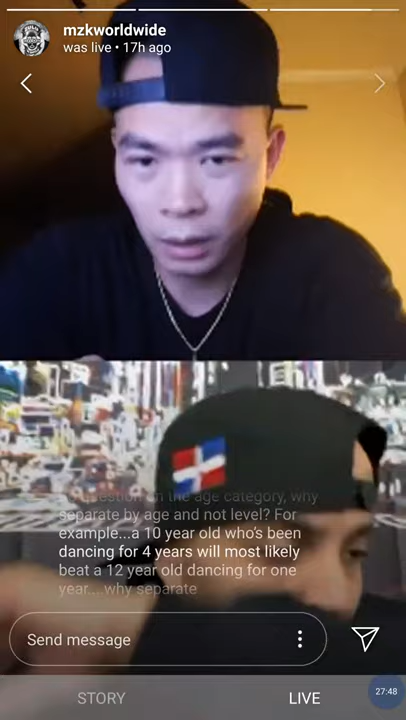 mzkworldwide
was live • 17h ago
question on the age category, why
separate by age and not level? For
example...a 10 year old who's been
dancing for 4 years will most likely
beat a 12 year old dancing for one
year....why separate
Send message
STORY
LIVE
27:48